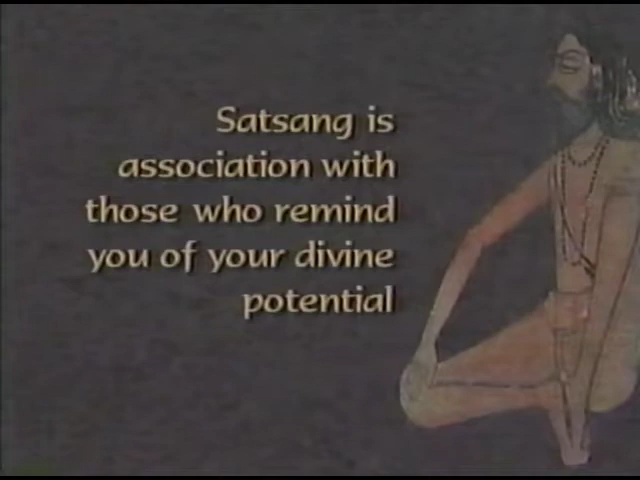 Satsang is
association with
those who remind
you of your divine
potential